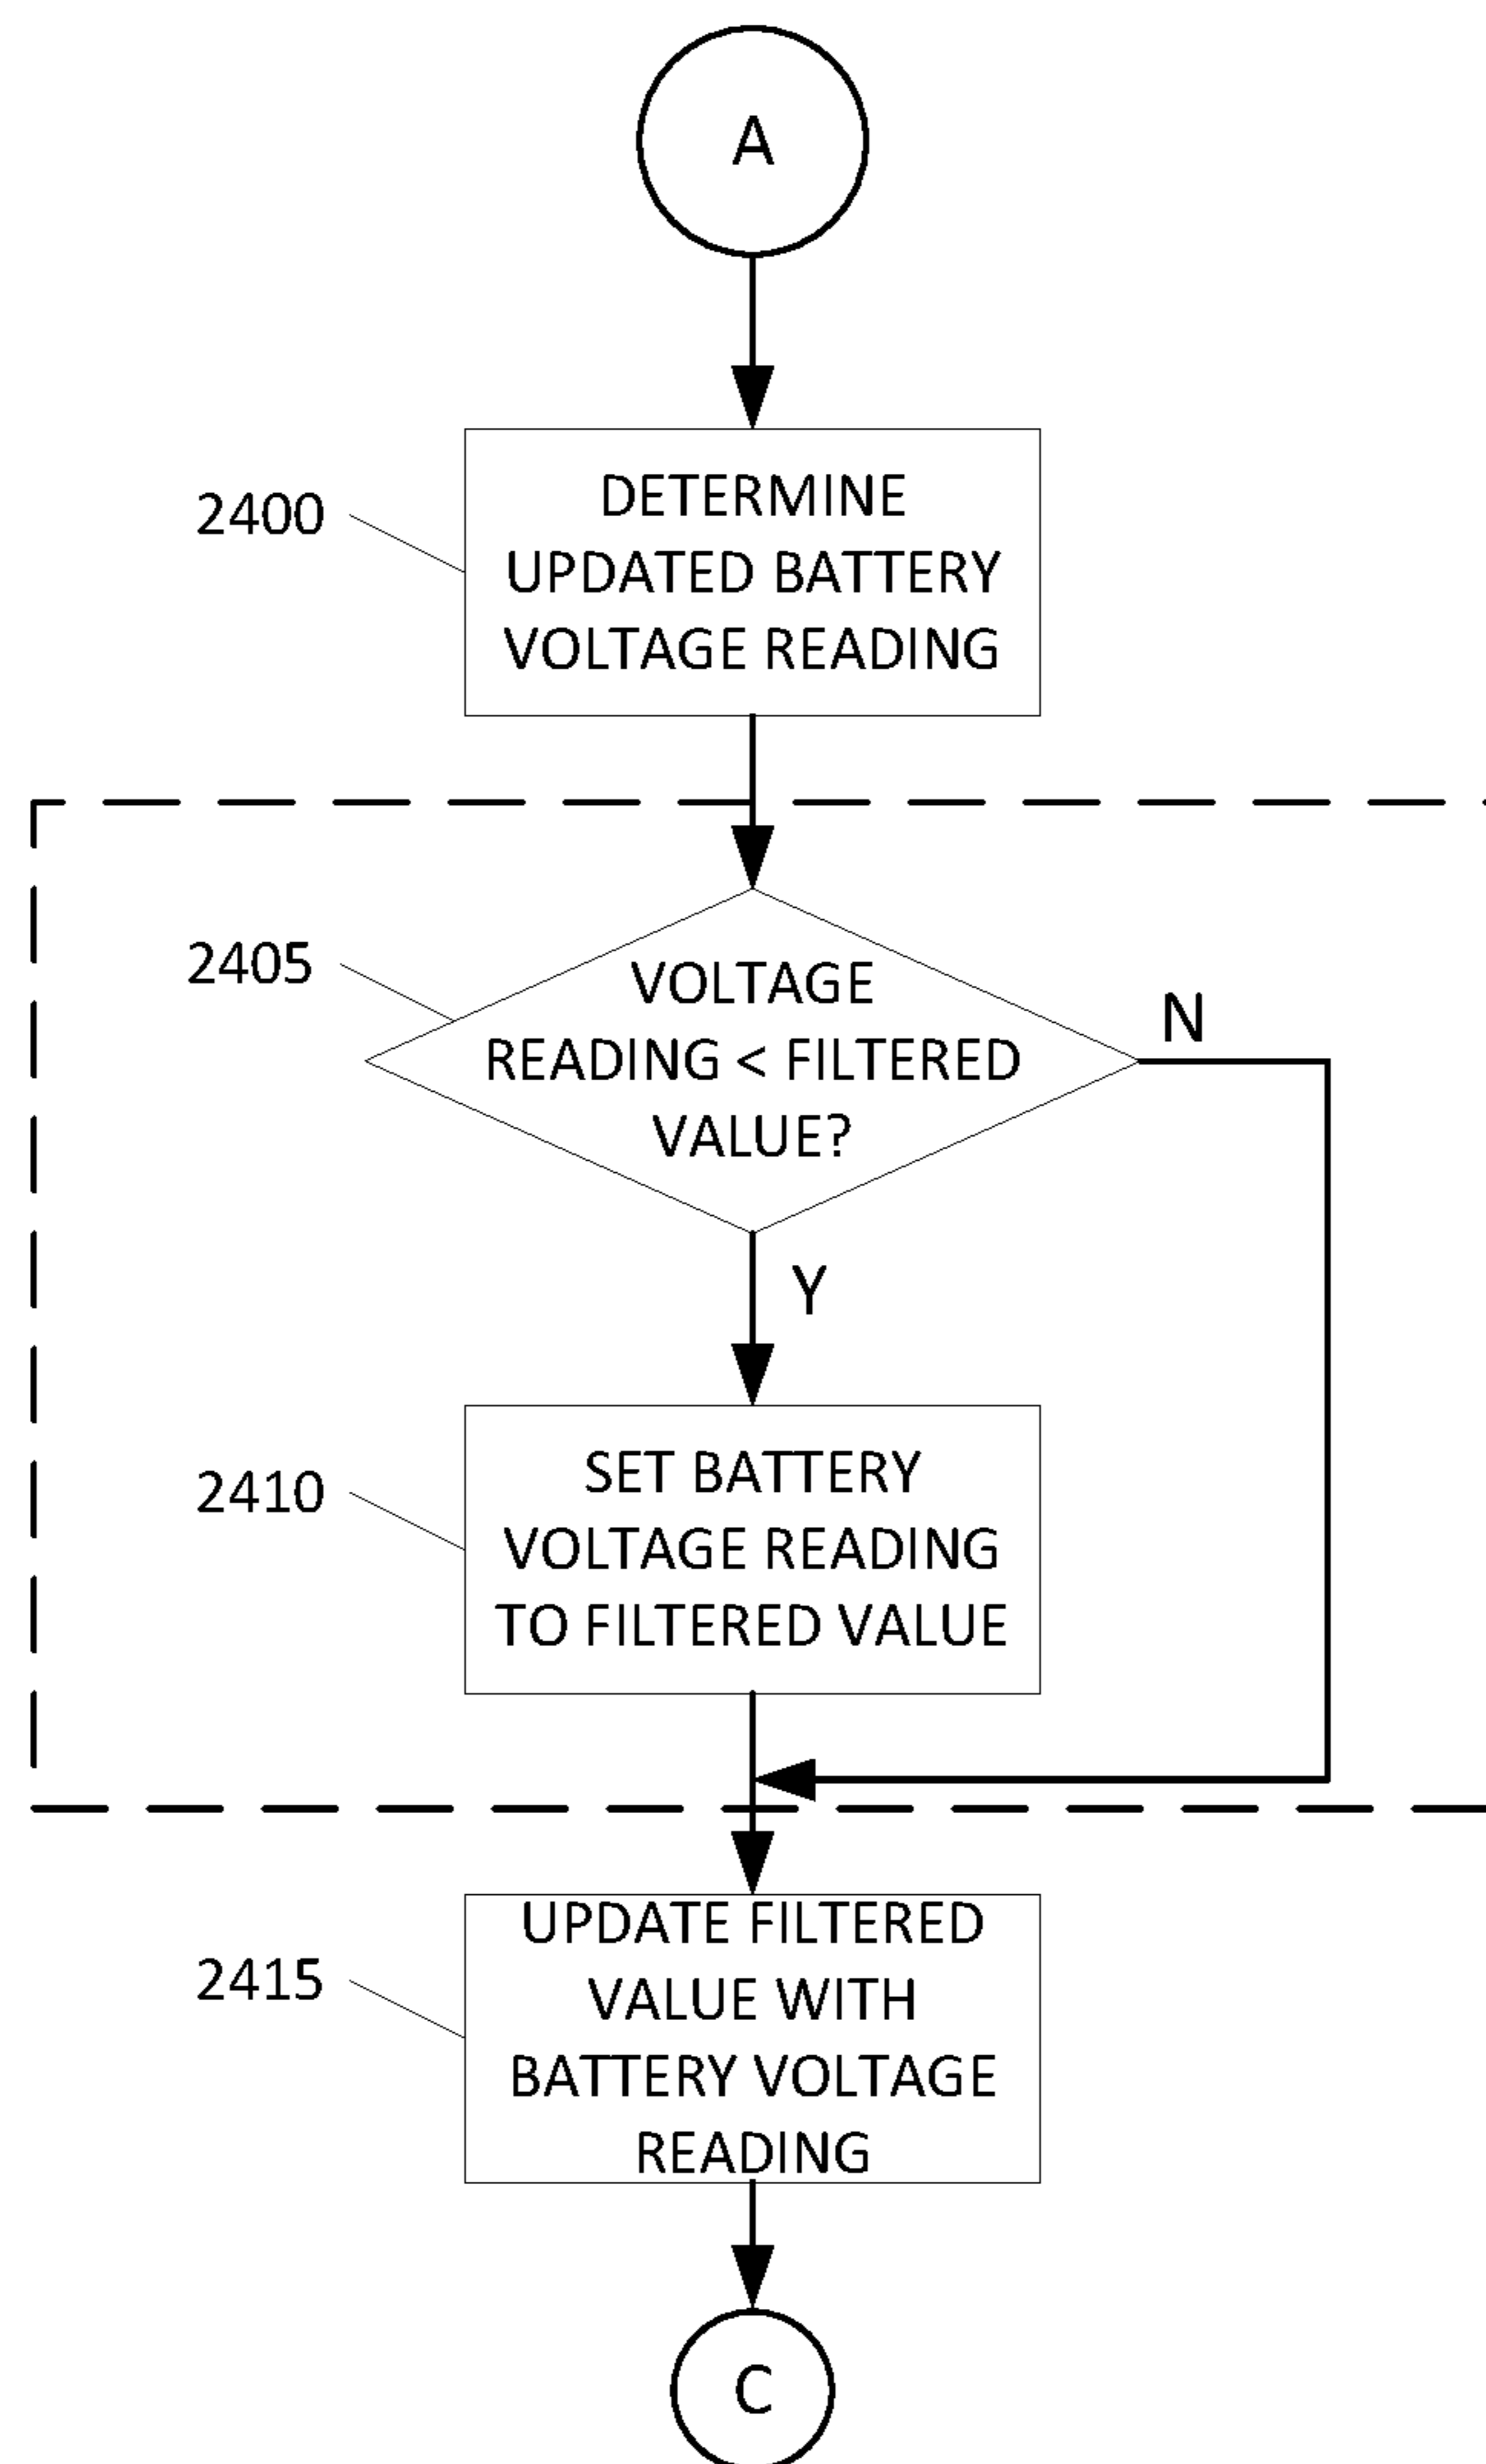 A
2400
DETERMINE
UPDATED BATTERY
VOLTAGE READING
2405
VOLTAGE
READING < FILTERED
VALUE?
N
Y
2410
SET BATTERY
VOLTAGE READING
TO FILTERED VALUE
2415
UPDATE FILTERED
VALUE WITH
BATTERY VOLTAGE
READING
C